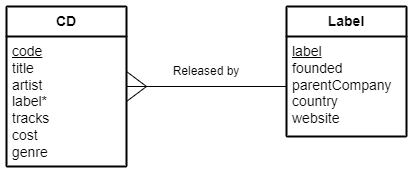 CD
code
title
artist
label*
tracks
cost
genre
Released by
Label
label
founded
parentCompany
country
website